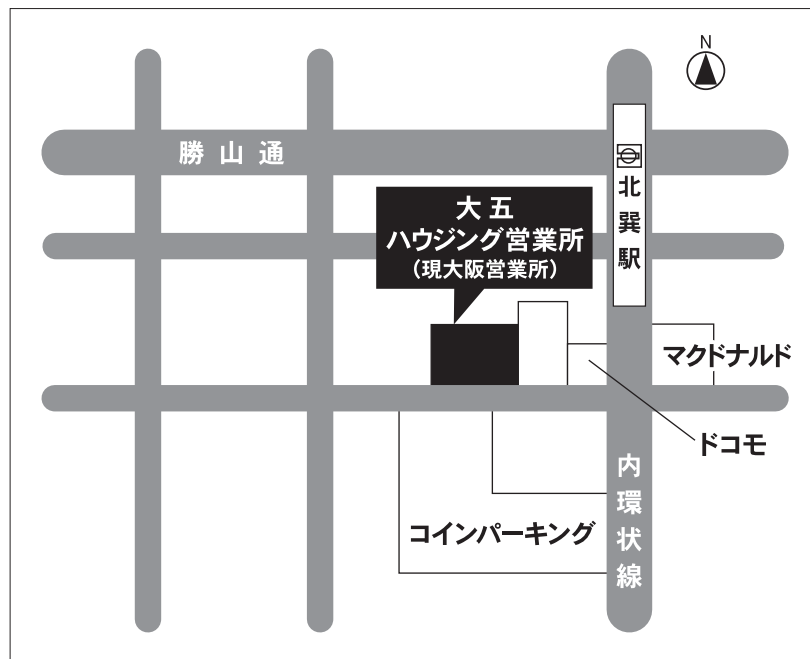 N
勝山通
北巽駅
大五
ハウジング営業所
（現大阪営業所）
マクドナルド
ドコモ
内環状線
コインパーキング